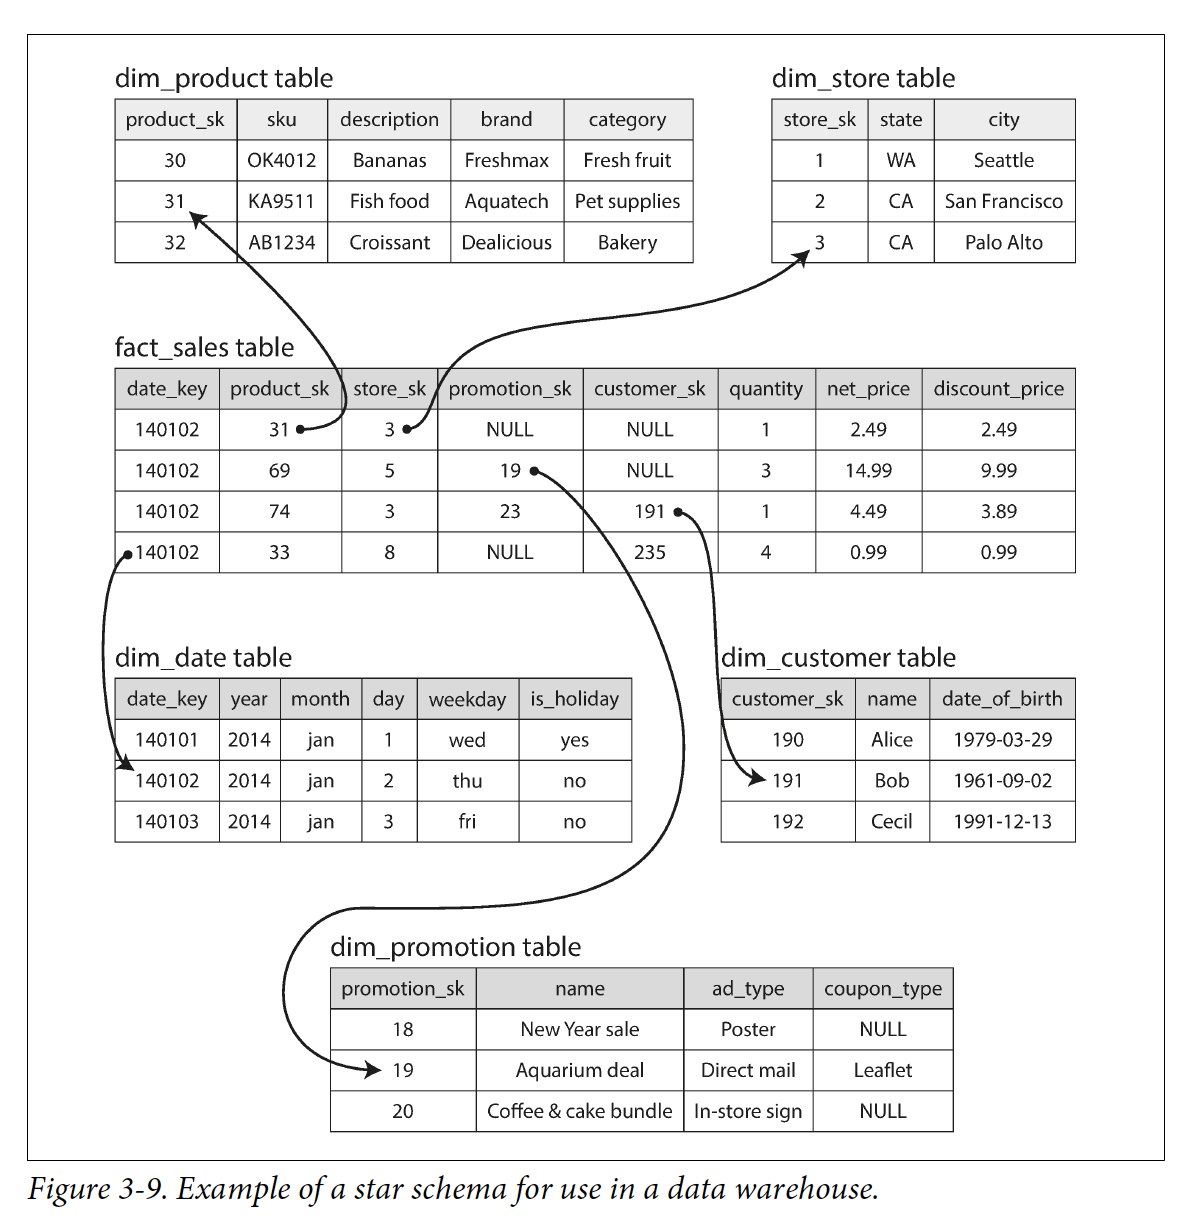 dim_product table
product_sk sku description brand category
30 OK4012 Bananas Freshmax Fresh fruit
31 KA9511 Fish food Aquatech Pet supplies
32 AB1234 Croissant Dealicious Bakery
dim_store table
store_sk state city
1 WA Seattle
2 CA San Francisco
3 CA Palo Alto
fact_sales table
date_key product_sk store_sk promotion_sk customer_sk quantity net_price discount_price
140102 31 3 NULL NULL 1 2.49 2.49
140102 69 5 19 NULL 3 14.99 9.99
140102 74 3 23 191 1 4.49 3.89
140102 33 8 NULL 235 4 0.99 0.99
dim_date table
date_key year month day weekday is_holiday
140101 2014 jan 1 wed yes
140102 2014 jan 2 thu no
140103 2014 jan 3 fri no
dim_customer table
customer_sk name date_of_birth
190 Alice 1979-03-29
191 Bob 1961-09-02
192 Cecil 1991-12-13
dim_promotion table
promotion_sk name ad_type coupon_type
18 New Year sale Poster NULL
19 Aquarium deal Direct mail Leaflet
20 Coffee & cake bundle In-store sign NULL
Figure 3-9. Example of a star schema for use in a data warehouse.